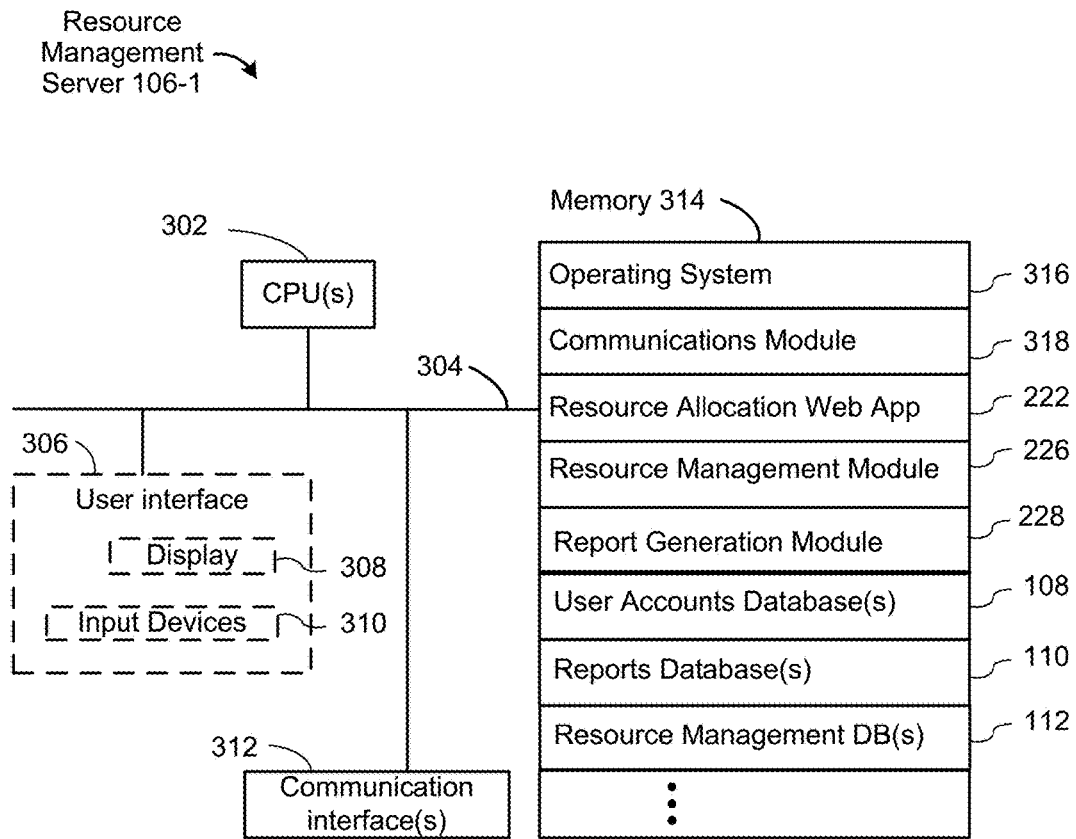 Resource
Management
Server 106-1
Memory 314
302
CPU(s)
304
306
User interface
Display
308
Input Devices
310
312
Communication
interface(s)
Operating System
316
Communications Module
318
Resource Allocation Web App
222
Resource Management Module
226
Report Generation Module
228
User Accounts Database(s)
108
Reports Database(s)
110
Resource Management DB(s)
112